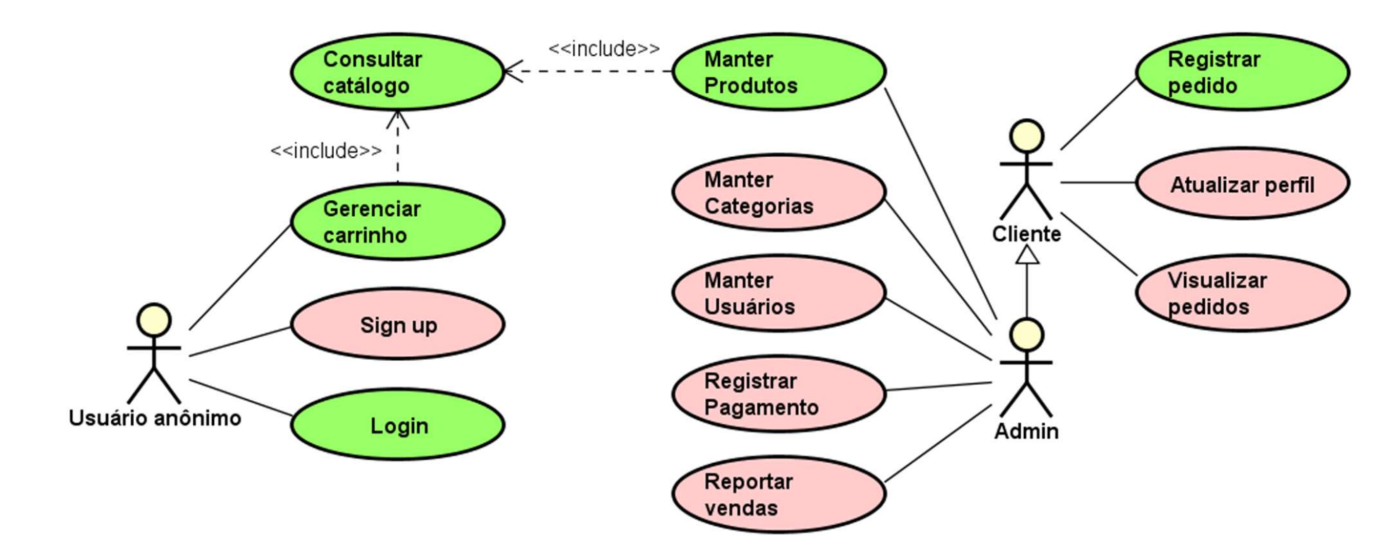 Consultar
catálogo
<<include>>
Manter
Produtos
Registrar
pedido
<<include>>
Manter
Categorias
Atualizar perfil
Gerenciar
carrinho
Cliente
Manter
Usuários
Visualizar
pedidos
Sign up
Registrar
Pagamento
Usuário anônimo
Login
Admin
Reportar
vendas